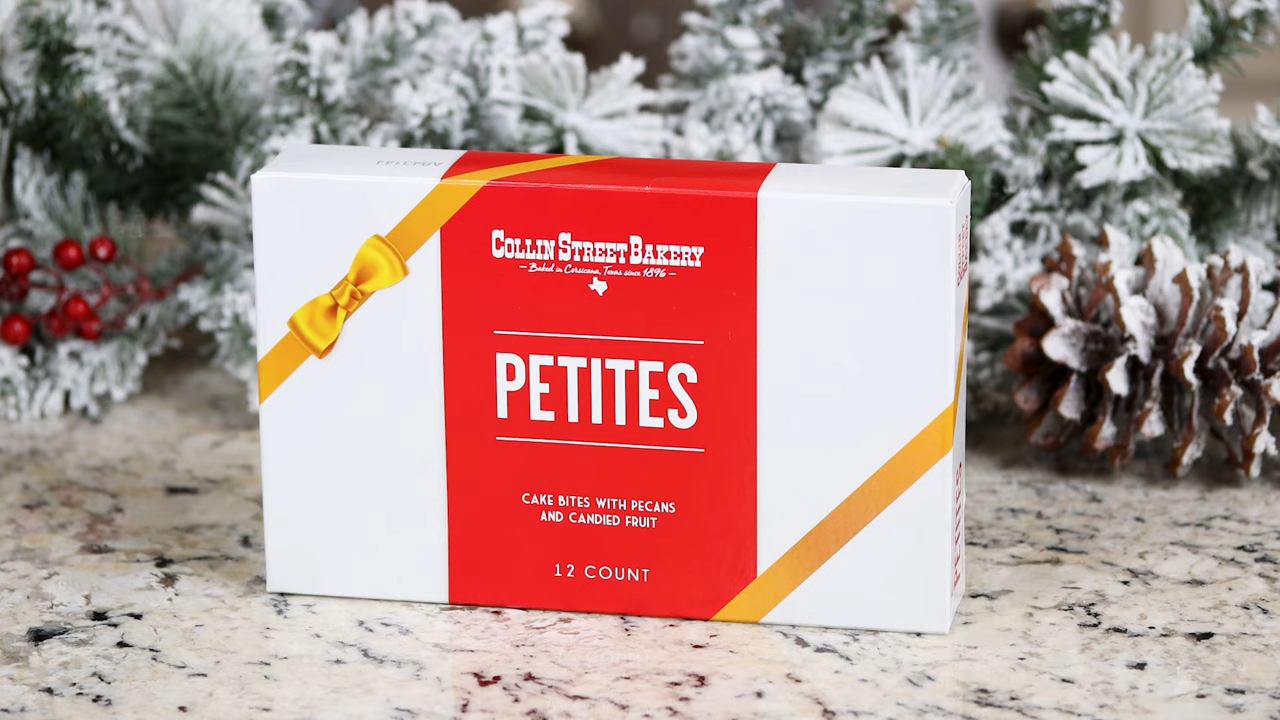 COLLIN STREET BAKERY
Baked in Corsicana, Texas since 1896
PETITES
CAKE BITES WITH PECANS
AND CANDIED FRUIT
12 COUNT
PETITES